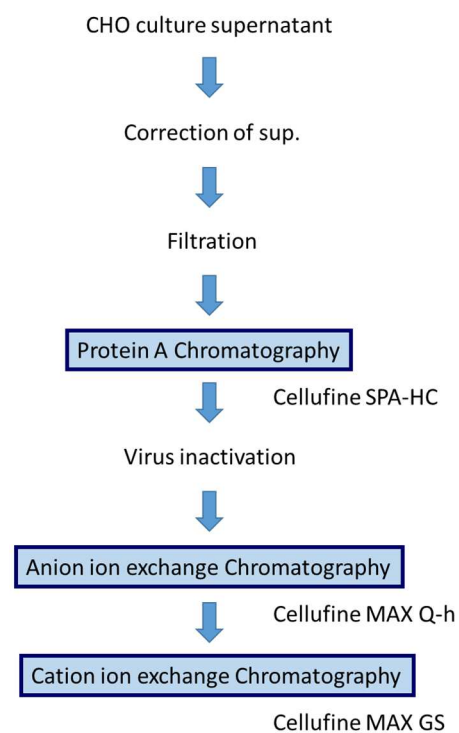 CHO culture supernatant
Correction of sup.
Filtration
Protein A Chromatography
Cellufine SPA-HC
Virus inactivation
Anion ion exchange Chromatography
Cellufine MAX Q-h
Cation ion exchange Chromatography
Cellufine MAX GS